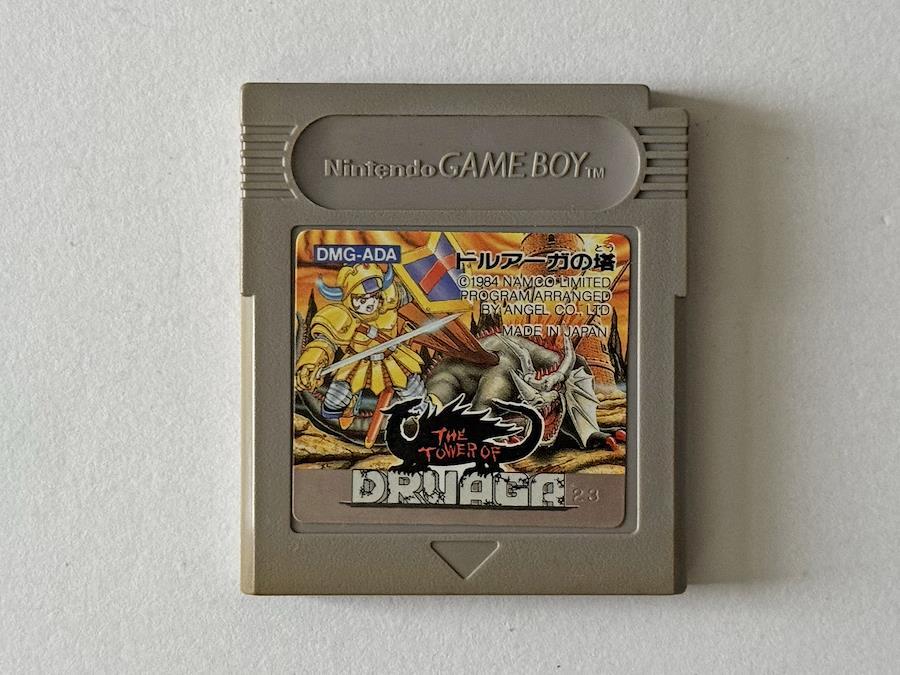 Nintendo GAME BOY TM
DMG-ADA
とう
ドルアーガの塔
©1984 NAMCO LIMITED
PROGRAM ARRANGED
BY ANGEL CO., LTD
MADE IN JAPAN
THE
TOWER OF
DRUAGA
23